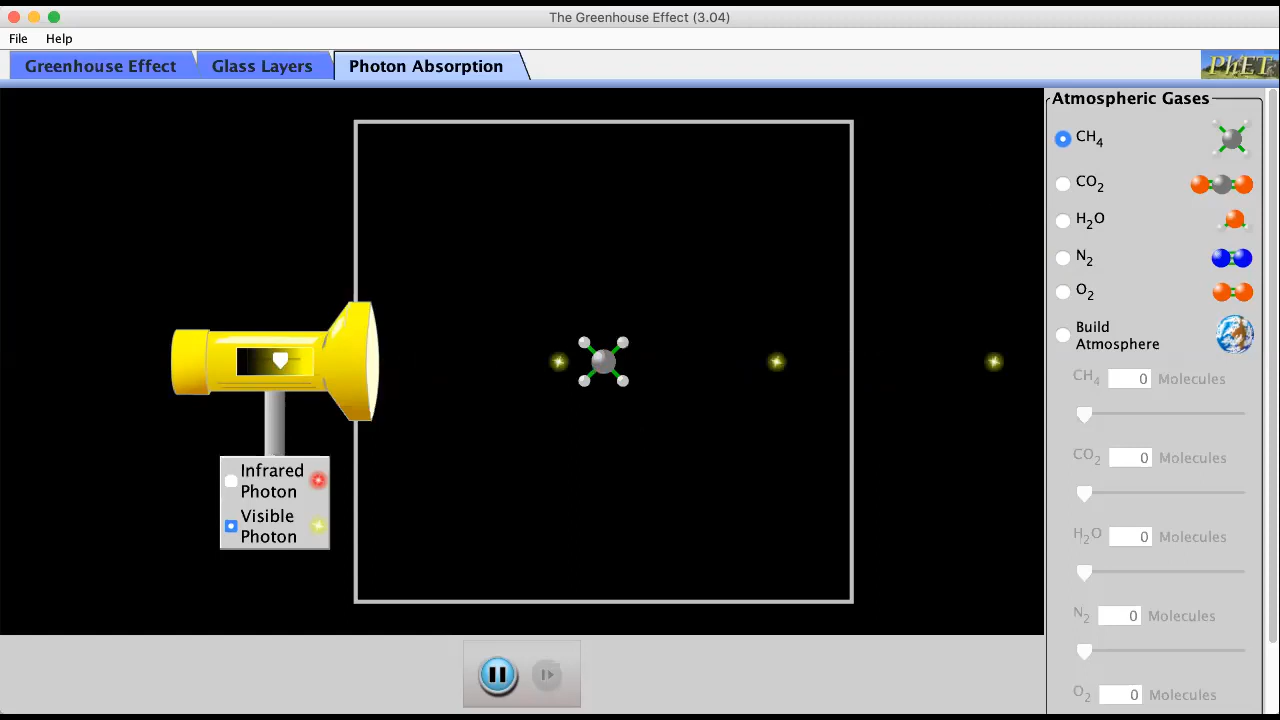 The Greenhouse Effect (3.04)
File Help
Greenhouse Effect Glass Layers Photon Absorption
PhET
Atmospheric Gases
CH4
CO2
H2O
N2
O2
Build
Atmosphere
CH4 0 Molecules
CO2 0 Molecules
H2O 0 Molecules
N2 0 Molecules
O2 0 Molecules
Infrared
Photon
Visible
Photon